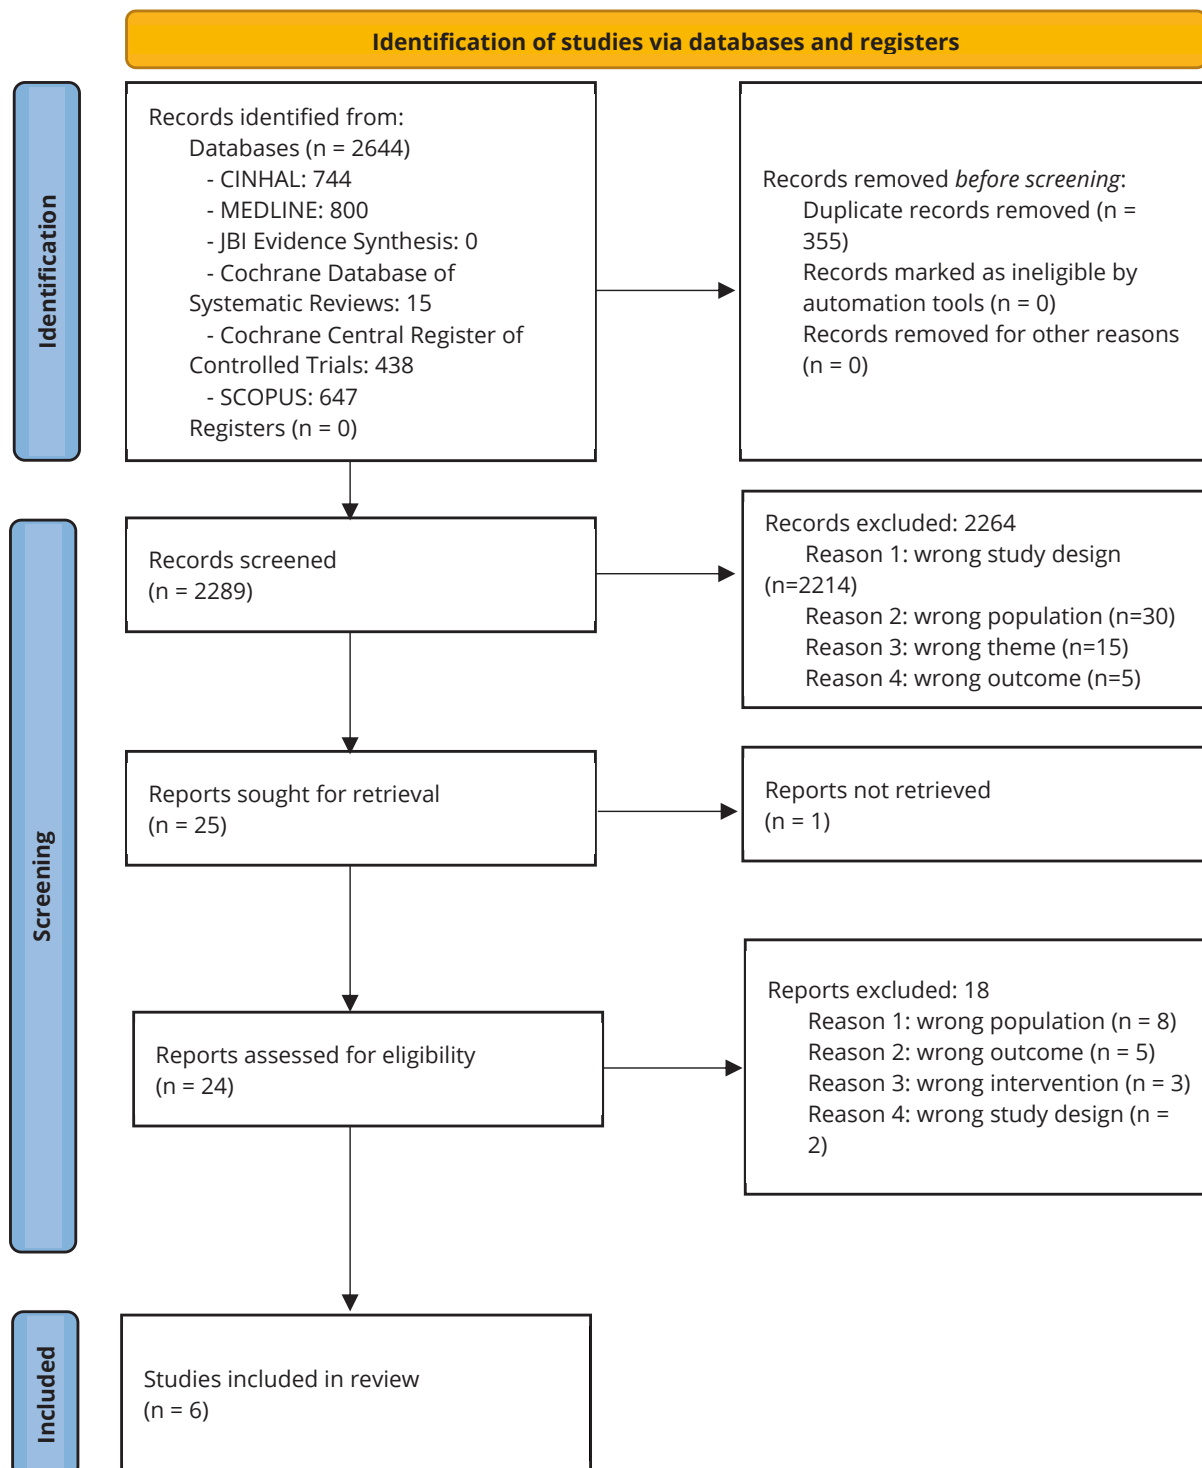 Identification of studies via databases and registers
Identification
Records identified from:
Databases (n = 2644)
- CINHAL: 744
- MEDLINE: 800
- JBI Evidence Synthesis: 0
- Cochrane Database of
Systematic Reviews: 15
- Cochrane Central Register of
Controlled Trials: 438
- SCOPUS: 647
Registers (n = 0)
Records removed before screening:
Duplicate records removed (n =
355)
Records marked as ineligible by
automation tools (n = 0)
Records removed for other reasons
(n = 0)
Screening
Records screened
(n = 2289)
Records excluded: 2264
Reason 1: wrong study design
(n=2214)
Reason 2: wrong population (n=30)
Reason 3: wrong theme (n=15)
Reason 4: wrong outcome (n=5)
Reports sought for retrieval
(n = 25)
Reports not retrieved
(n = 1)
Reports assessed for eligibility
(n = 24)
Reports excluded: 18
Reason 1: wrong population (n = 8)
Reason 2: wrong outcome (n = 5)
Reason 3: wrong intervention (n = 3)
Reason 4: wrong study design (n =
2)
Included
Studies included in review
(n = 6)